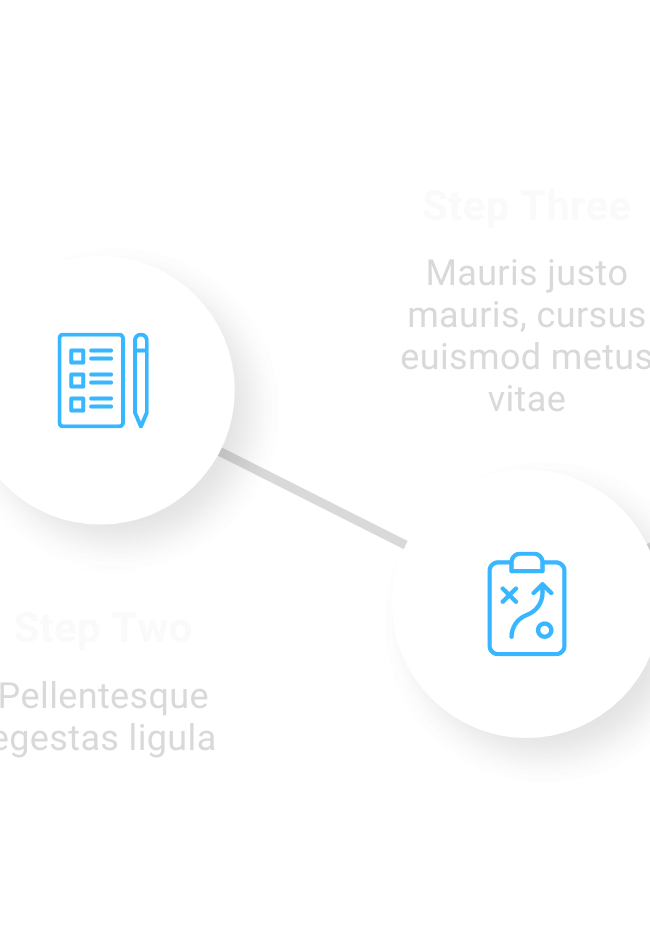 Step Three
Mauris justo
mauris, cursus
euismod metus
vitae
Step Two
Pellentesque
egestas ligula